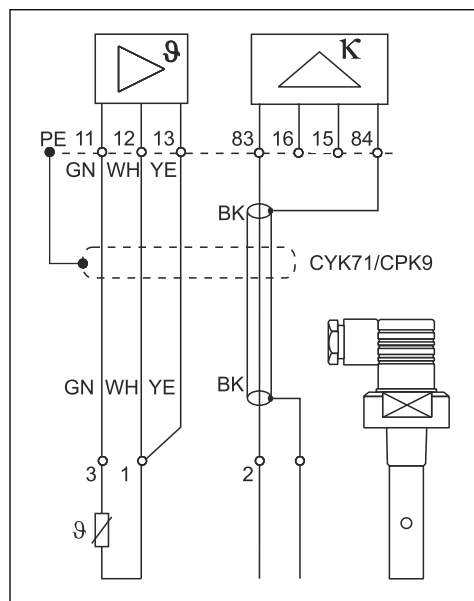 ϑ κ
PE 11 12 13 83 16 15 84
GN WH YE
BK
CYK71/CPK9
GN WH YE BK
3 1 2
ϑ